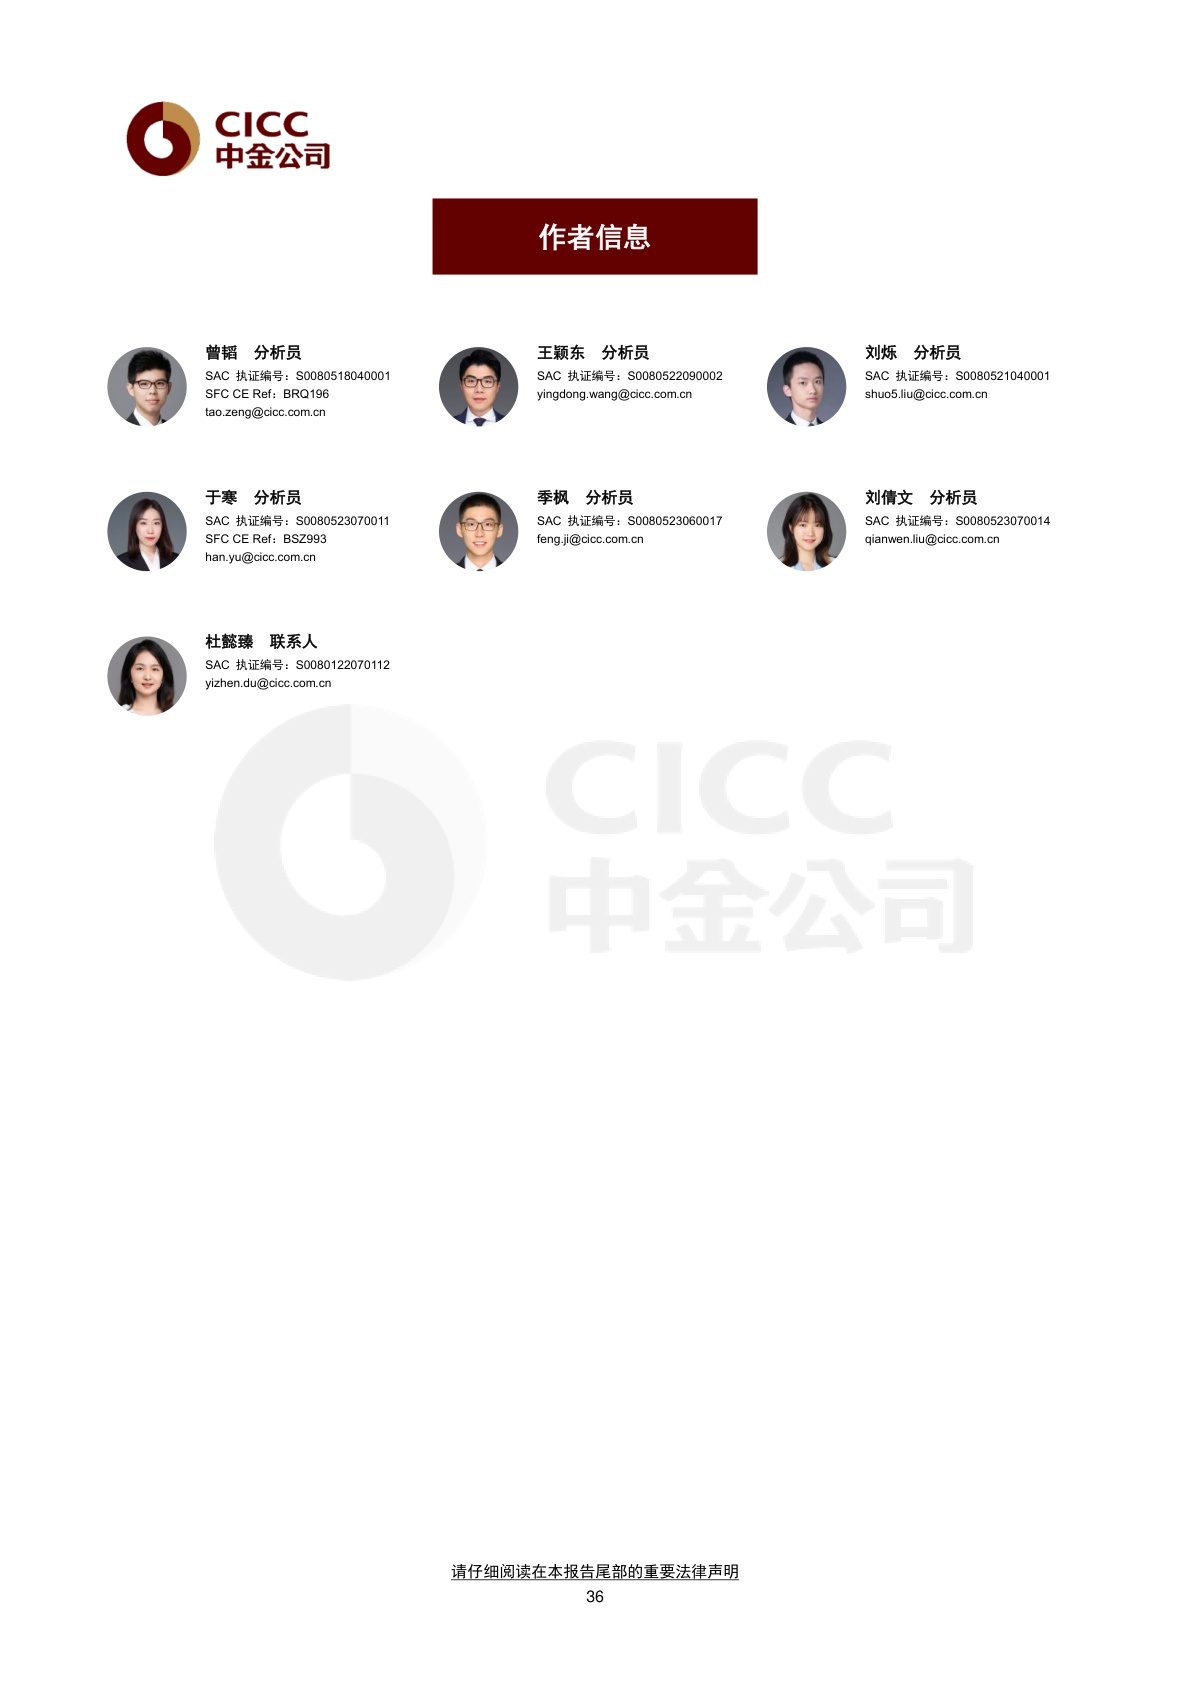 CICC
中金公司
作者信息
曾韬 分析员
SAC 执证编号：S0080518040001
SFC CE Ref：BRQ196
tao.zeng@cicc.com.cn
王颖东 分析员
SAC 执证编号：S0080522090002
yingdong.wang@cicc.com.cn
刘烁 分析员
SAC 执证编号：S0080521040001
shuo5.liu@cicc.com.cn
于寒 分析员
SAC 执证编号：S0080523070011
SFC CE Ref：BSZ993
han.yu@cicc.com.cn
季枫 分析员
SAC 执证编号：S0080523060017
feng.ji@cicc.com.cn
刘倩文 分析员
SAC 执证编号：S0080523070014
qianwen.liu@cicc.com.cn
杜懿臻 联系人
SAC 执证编号：S0080122070112
yizhen.du@cicc.com.cn
CICC
中金公司
请仔细阅读在本报告尾部的重要法律声明
36